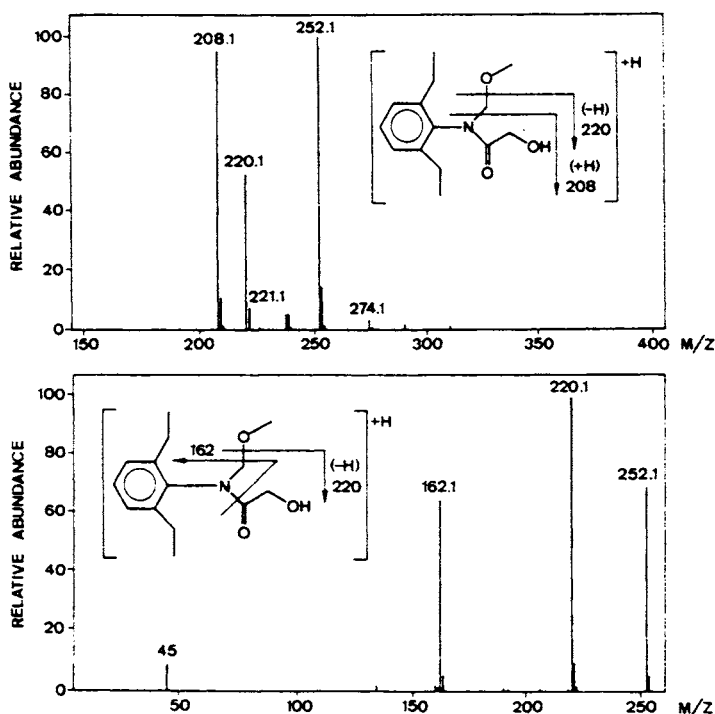 RELATIVE ABUNDANCE
100
80
60
40
20
0
208.1
220.1
221.1
252.1
274.1
+H
O
N
OH
O
(-H)
220
(+H)
208
150
200
250
300
350
400
M/Z
RELATIVE ABUNDANCE
100
80
60
40
20
0
45
162.1
220.1
252.1
+H
162
O
N
OH
O
(-H)
220
50
100
150
200
250
M/Z